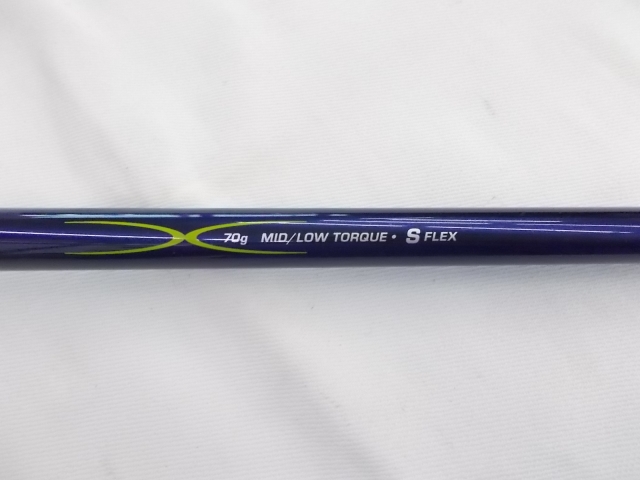 70g MID/LOW TORQUE • S FLEX